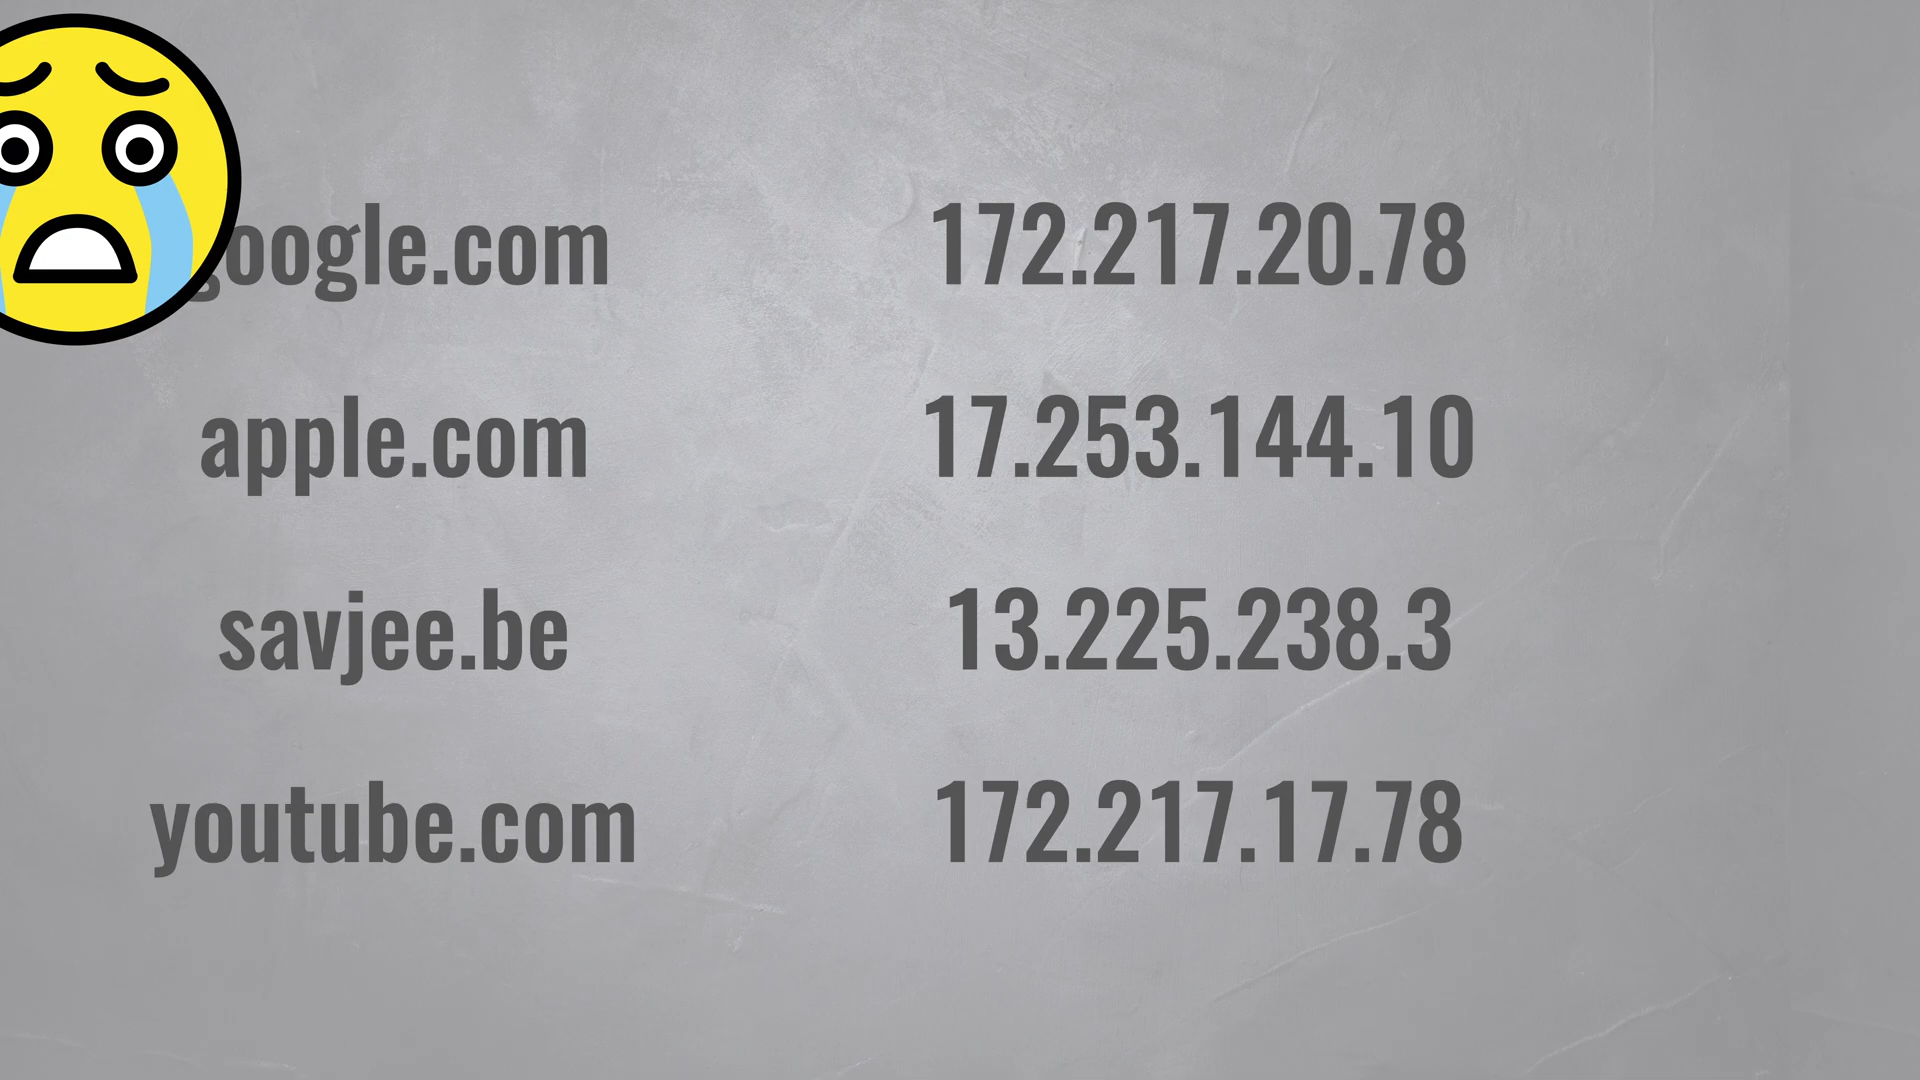 google.com 172.217.20.78
apple.com 17.253.144.10
savjee.be 13.225.238.3
youtube.com 172.217.17.78